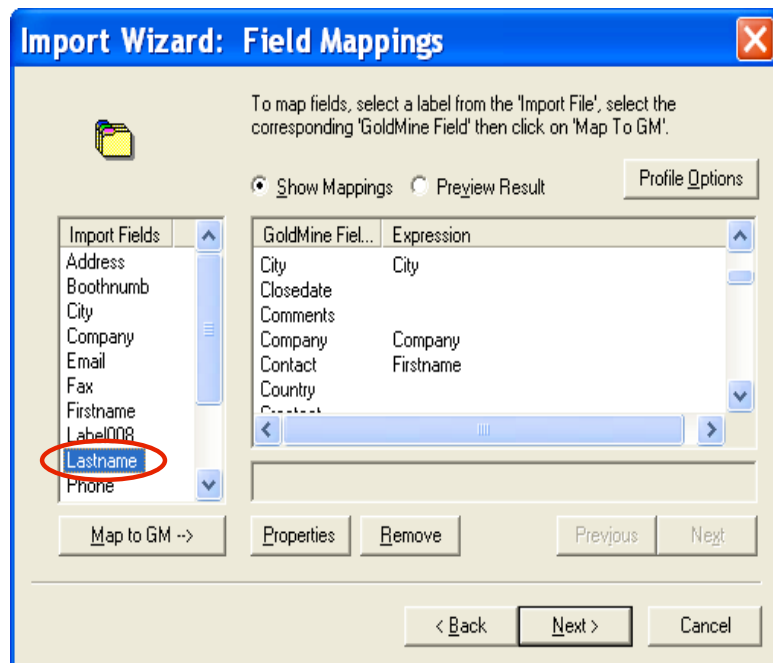 Import Wizard: Field Mappings
To map fields, select a label from the 'Import File', select the
corresponding 'GoldMine Field' then click on 'Map To GM'.
Show Mappings Preview Result Profile Options
Import Fields
Address
Boothnumb
City
Company
Email
Fax
Firstname
Label008
Lastname
Phone
GoldMine Fiel... Expression
City City
Closedate
Comments
Company Company
Contact Firstname
Country
Map to GM --> Properties Remove Previous Next
< Back Next > Cancel